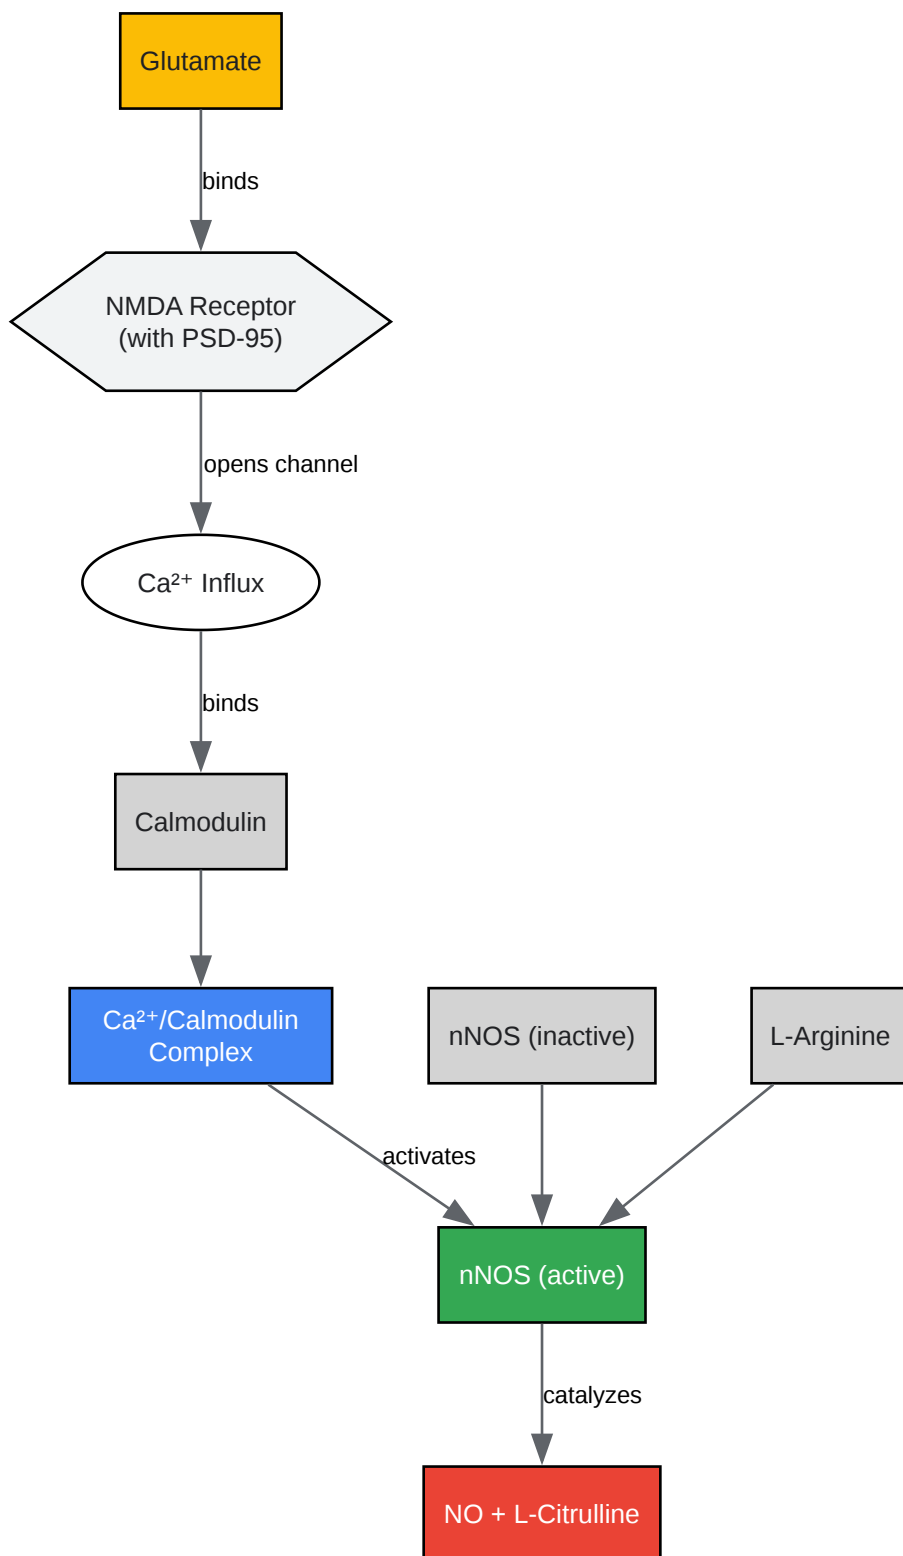 Glutamate
binds
NMDA Receptor
(with PSD-95)
opens channel
Ca²⁺ Influx
binds
Calmodulin
Ca²⁺/Calmodulin
Complex
nNOS (inactive)
L-Arginine
activates
nNOS (active)
catalyzes
NO + L-Citrulline